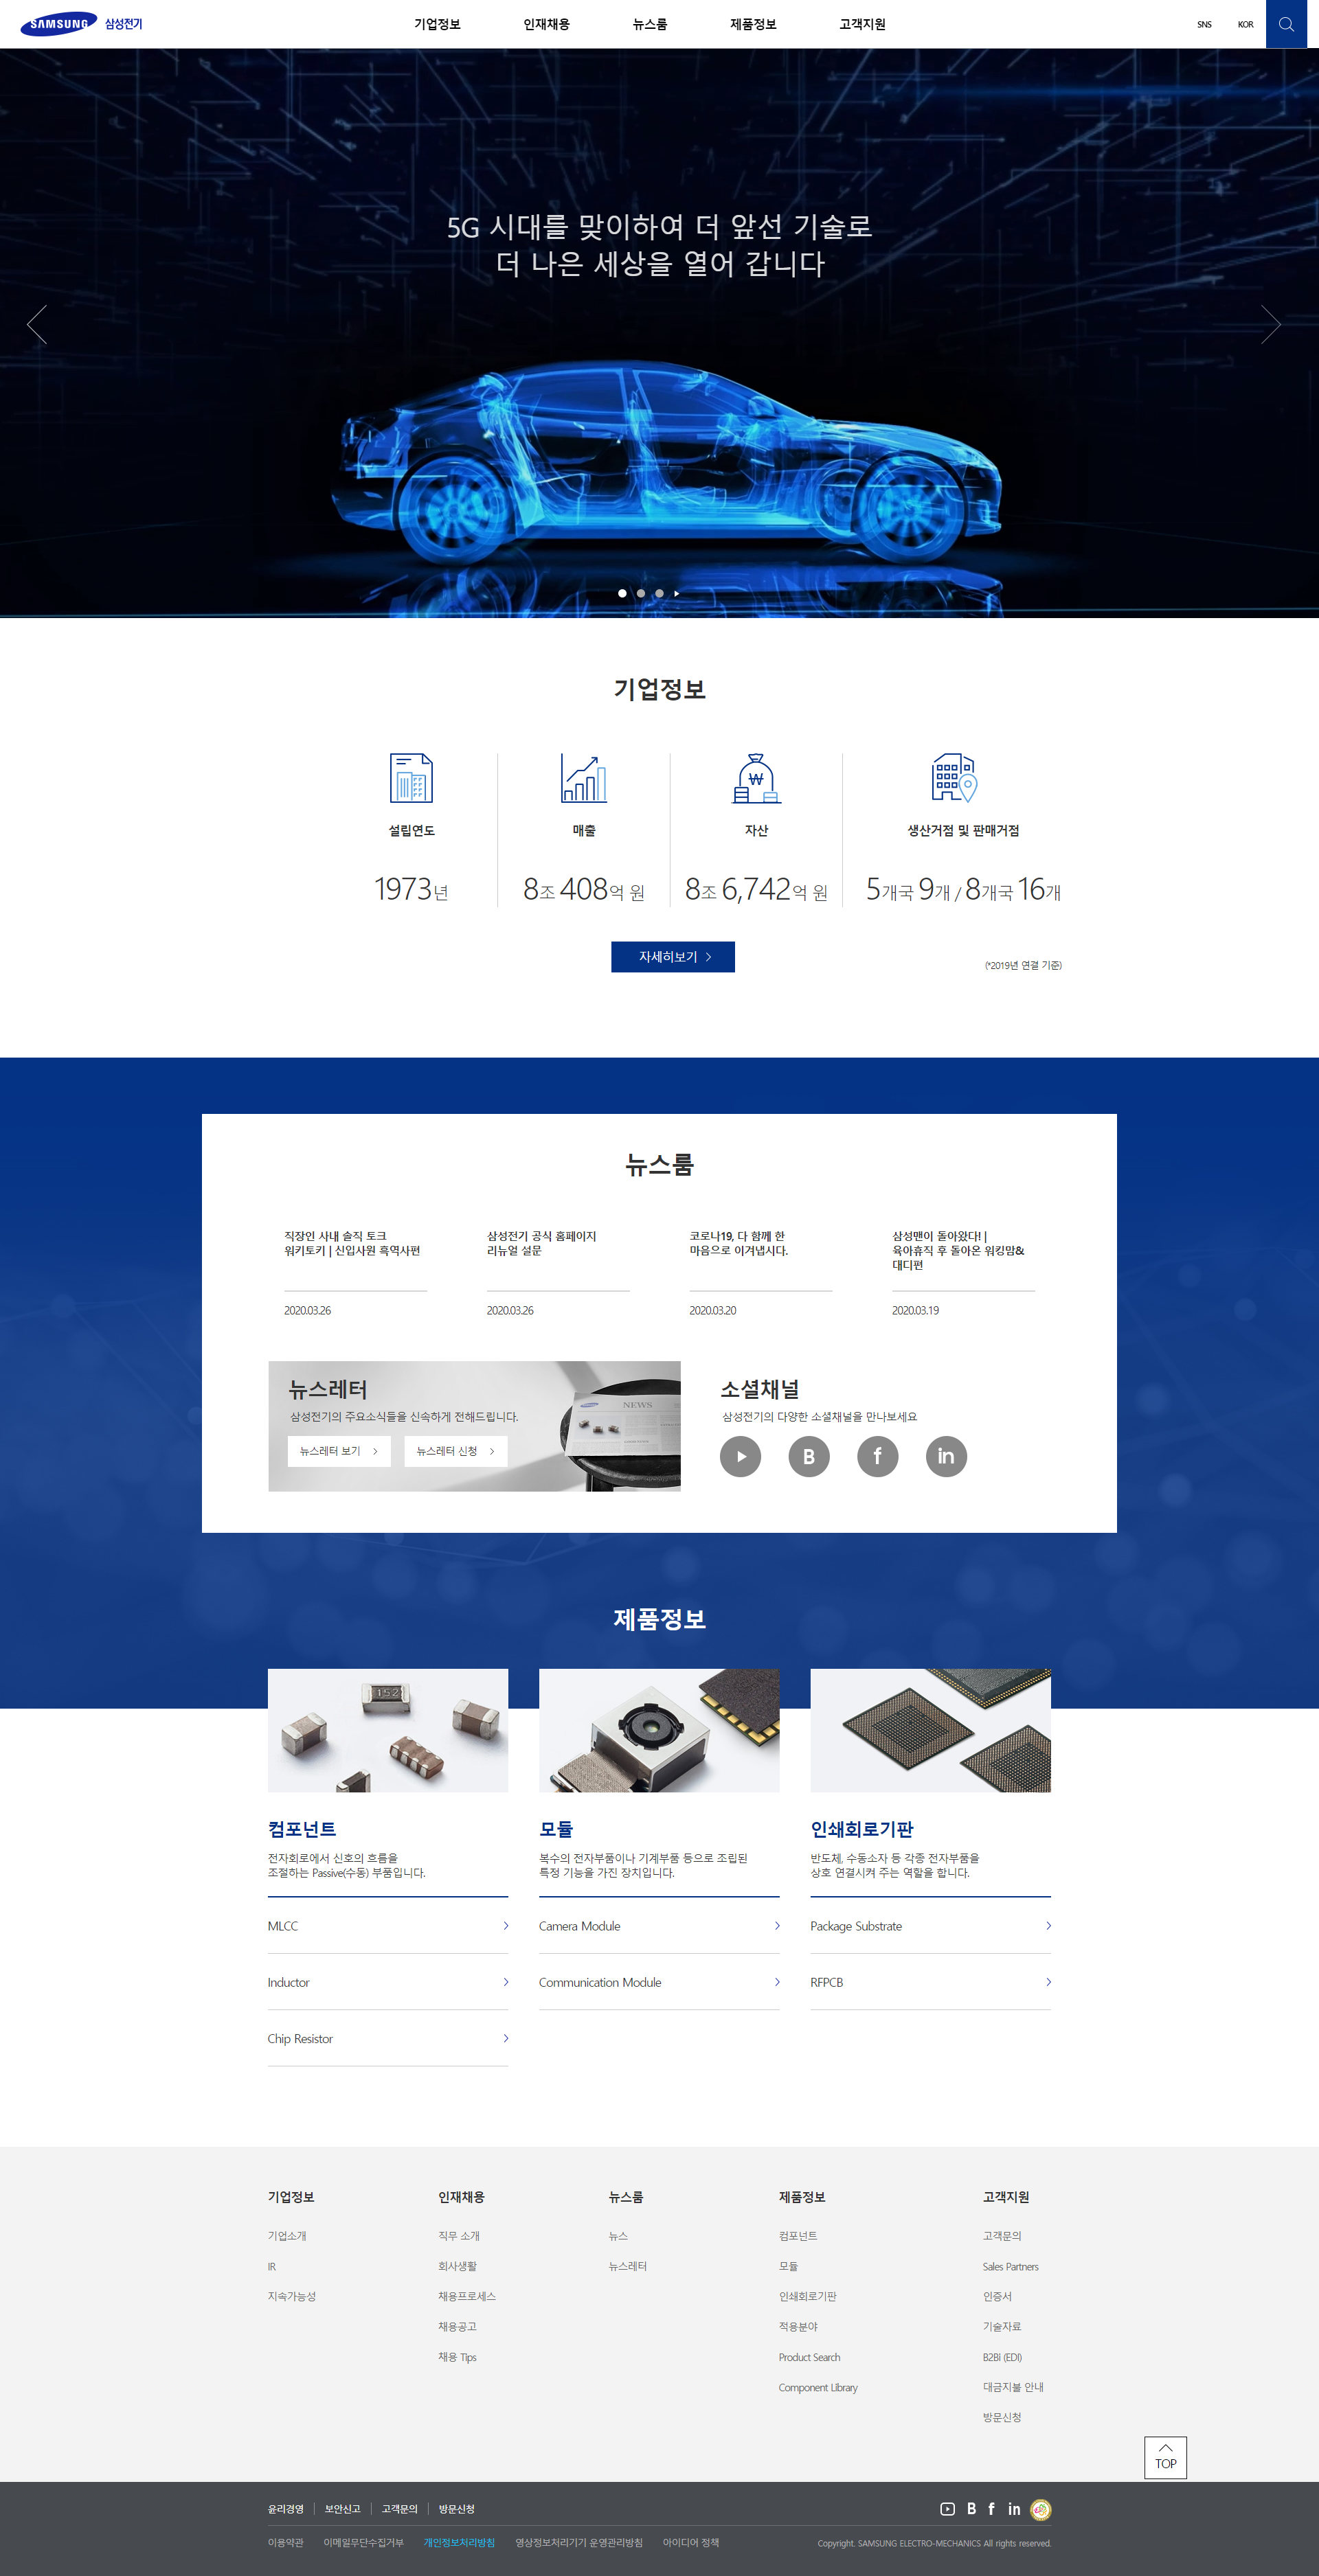 SAMSUNG 삼성전기
기업정보 인재채용 뉴스룸 제품정보 고객지원
SNS KOR
5G 시대를 맞이하여 더 앞선 기술로
더 나은 세상을 열어 갑니다
기업정보
설립연도 매출 자산 생산거점 및 판매거점
1973년 8조 408억 원 8조 6,742억 원 5개국 9개 / 8개국 16개
자세히보기
(*2019년 연결 기준)
뉴스룸
직장인 사내 솔직 토크
워키토키 | 신입사원 흑역사편
2020.03.26
삼성전기 공식 홈페이지
리뉴얼 설문
2020.03.26
코로나19, 다 함께 한
마음으로 이겨냅시다.
2020.03.20
삼성맨이 돌아왔다! |
육아휴직 후 돌아온 워킹맘&
대디편
2020.03.19
뉴스레터
삼성전기의 주요소식들을 신속하게 전해드립니다.
뉴스레터 보기 뉴스레터 신청
NEWS
소셜채널
삼성전기의 다양한 소셜채널을 만나보세요
B f in
제품정보
152
컴포넌트
전자회로에서 신호의 흐름을
조절하는 Passive(수동) 부품입니다.
MLCC
Inductor
Chip Resistor
모듈
복수의 전자부품이나 기계부품 등으로 조립된
특정 기능을 가진 장치입니다.
Camera Module
Communication Module
인쇄회로기판
반도체, 수동소자 등 각종 전자부품을
상호 연결시켜 주는 역할을 합니다.
Package Substrate
RFPCB
기업정보
기업소개
IR
지속가능성
인재채용
직무 소개
회사생활
채용프로세스
채용공고
채용 Tips
뉴스룸
뉴스
뉴스레터
제품정보
컴포넌트
모듈
인쇄회로기판
적용분야
Product Search
Component Library
고객지원
고객문의
Sales Partners
인증서
기술자료
B2Bi (EDI)
대금지불 안내
방문신청
TOP
윤리경영 보안신고 고객문의 방문신청
B f in
이용약관 이메일무단수집거부 개인정보처리방침 영상정보처리기기 운영관리방침 아이디어 정책
Copyright. SAMSUNG ELECTRO-MECHANICS All rights reserved.